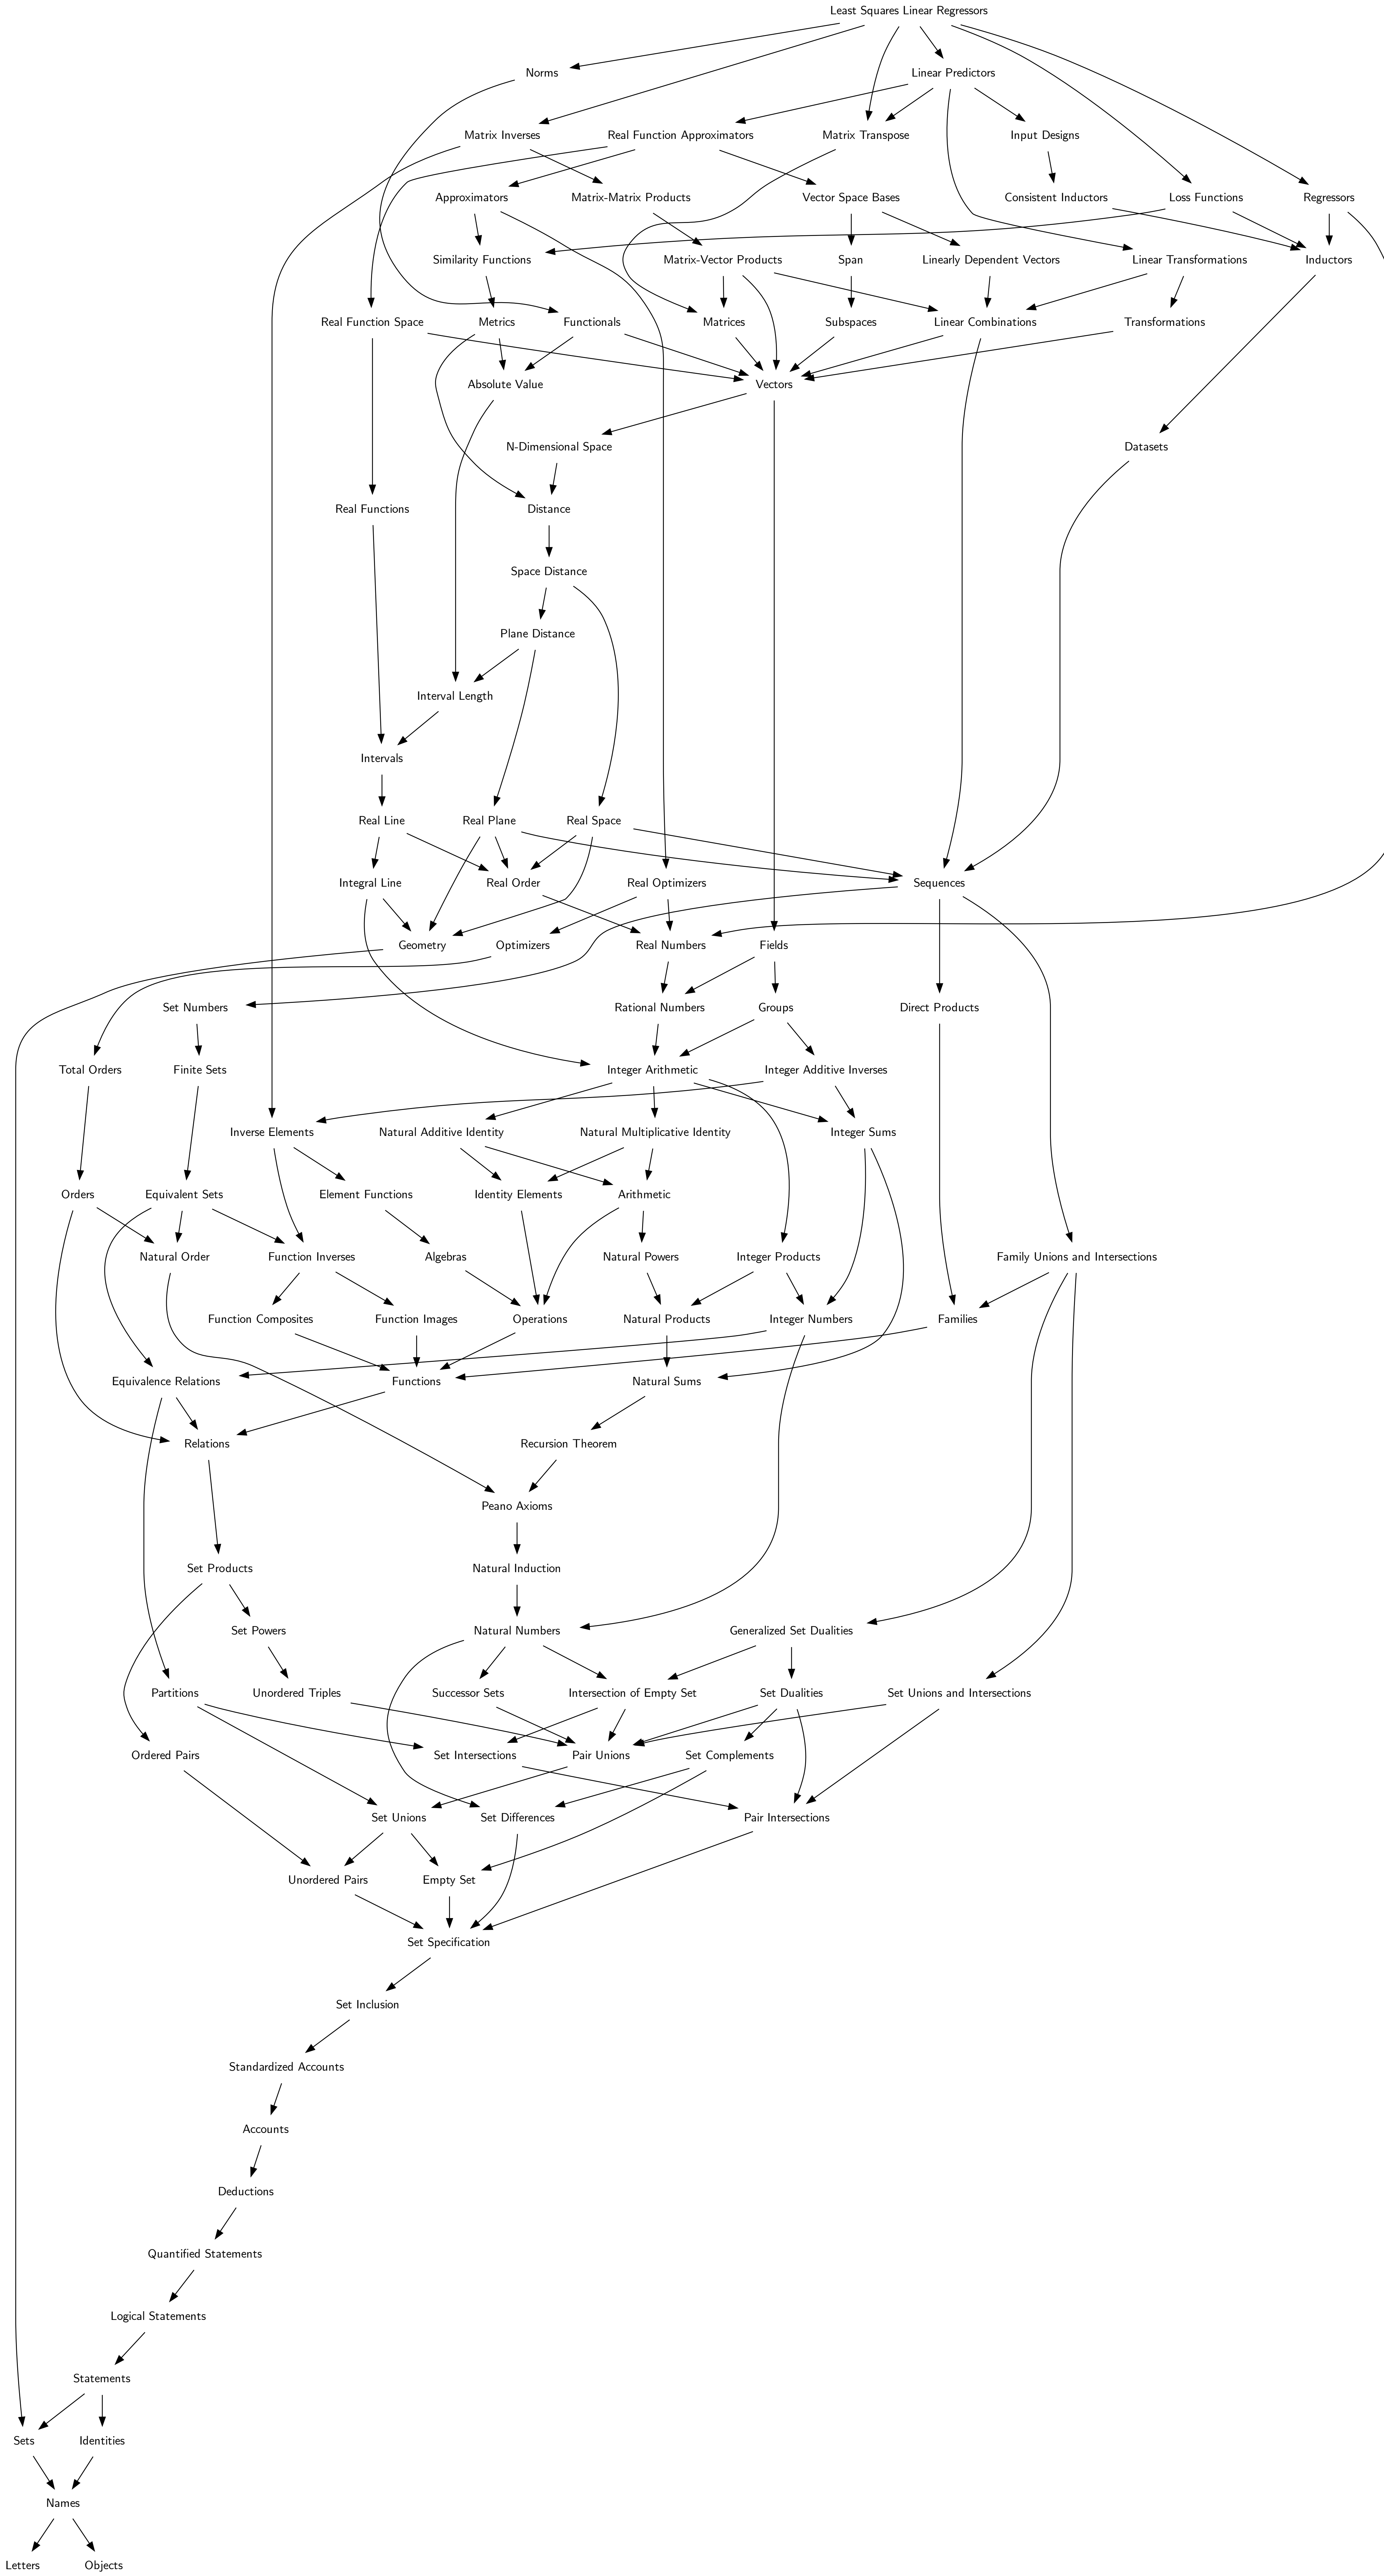 Least Squares Linear Regressors
Norms
Linear Predictors
Matrix Inverses
Real Function Approximators
Matrix Transpose
Input Designs
Approximators
Matrix-Matrix Products
Vector Space Bases
Consistent Inductors
Loss Functions
Regressors
Similarity Functions
Matrix-Vector Products
Span
Linearly Dependent Vectors
Linear Transformations
Inductors
Real Function Space
Metrics
Functionals
Matrices
Subspaces
Linear Combinations
Transformations
Absolute Value
Vectors
N-Dimensional Space
Datasets
Real Functions
Distance
Space Distance
Plane Distance
Interval Length
Intervals
Real Line
Real Plane
Real Space
Integral Line
Real Order
Real Optimizers
Sequences
Geometry
Optimizers
Real Numbers
Fields
Set Numbers
Rational Numbers
Groups
Direct Products
Total Orders
Finite Sets
Integer Arithmetic
Integer Additive Inverses
Inverse Elements
Natural Additive Identity
Natural Multiplicative Identity
Integer Sums
Orders
Equivalent Sets
Element Functions
Identity Elements
Arithmetic
Natural Order
Function Inverses
Algebras
Natural Powers
Integer Products
Family Unions and Intersections
Function Composites
Function Images
Operations
Natural Products
Integer Numbers
Families
Equivalence Relations
Functions
Natural Sums
Relations
Recursion Theorem
Peano Axioms
Set Products
Natural Induction
Set Powers
Natural Numbers
Generalized Set Dualities
Partitions
Unordered Triples
Successor Sets
Intersection of Empty Set
Set Dualities
Set Unions and Intersections
Ordered Pairs
Set Intersections
Pair Unions
Set Complements
Set Unions
Set Differences
Pair Intersections
Unordered Pairs
Empty Set
Set Specification
Set Inclusion
Standardized Accounts
Accounts
Deductions
Quantified Statements
Logical Statements
Statements
Sets
Identities
Names
Letters
Objects